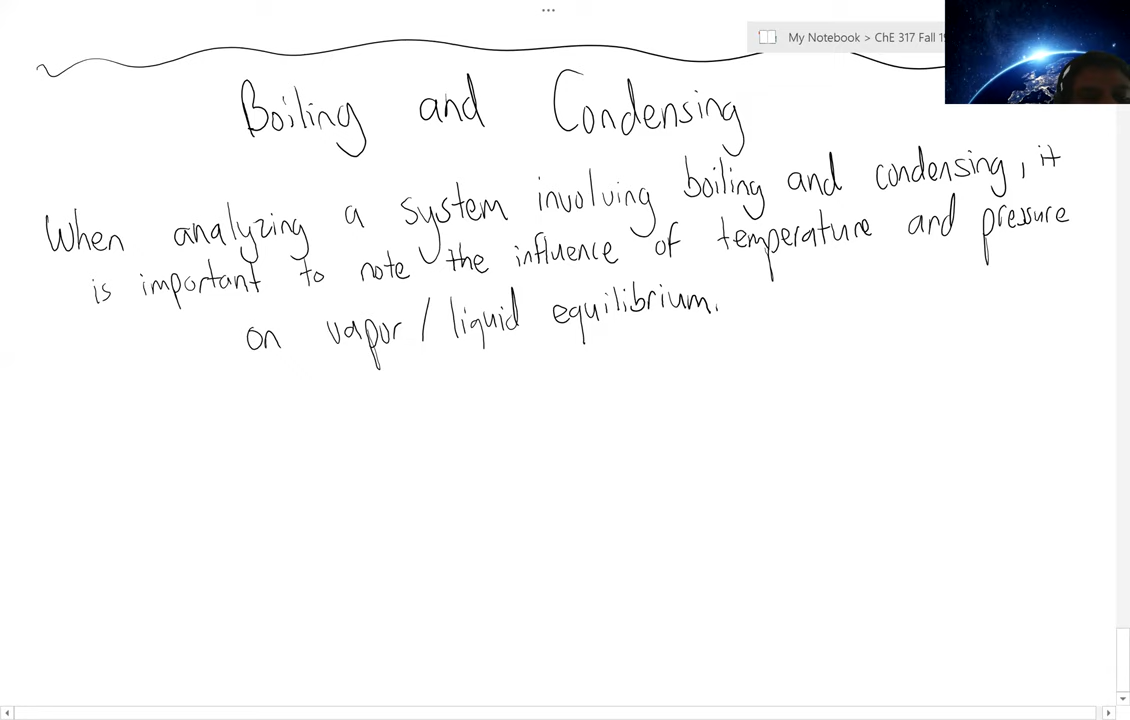 My Notebook > ChE 317 Fall 19
Boiling and Condensing
When analyzing a system involving boiling and condensing, it
is important to note the influence of temperature and pressure
on vapor / liquid equilibrium.